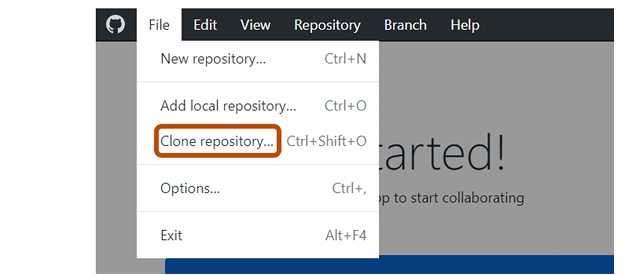 File Edit View Repository Branch Help
New repository... Ctrl+N
Add local repository... Ctrl+O
Clone repository... Ctrl+Shift+O
tarted!
Options... Ctrl+,
op to start collaborating
Exit Alt+F4